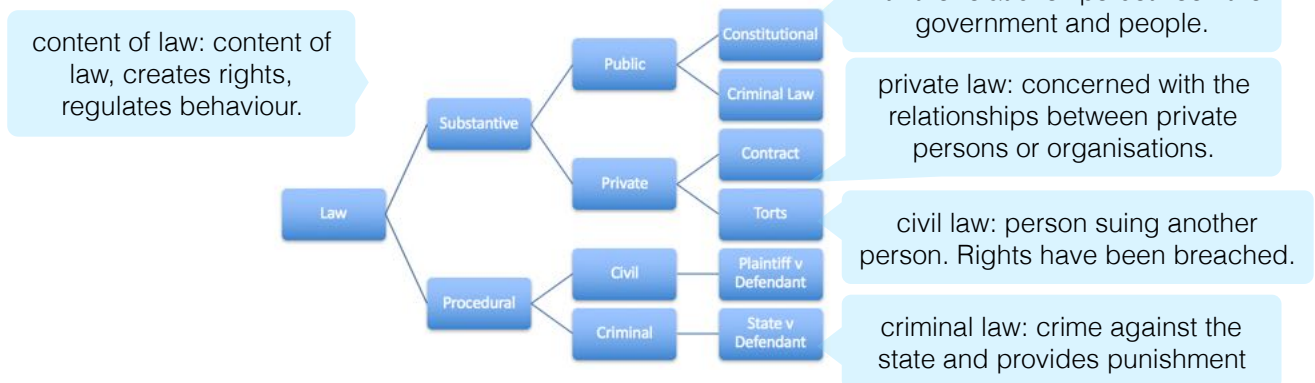 government and people.
content of law: content of
law, creates rights,
regulates behaviour.
Law
Substantive
Procedural
Public
Private
Civil
Criminal
Constitutional
Criminal Law
Contract
Torts
Plaintiff v
Defendant
State v
Defendant
private law: concerned with the
relationships between private
persons or organisations.
civil law: person suing another
person. Rights have been breached.
criminal law: crime against the
state and provides punishment